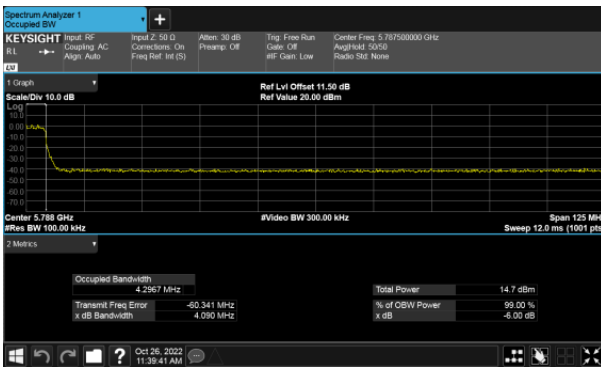 Spectrum Analyzer 1
Occupied BW
+
KEYSIGHT Input: RF Input Z: 50 Ω Atten: 30 dB Trig: Free Run Center Freq: 5.787500000 GHz
R L Coupling: AC Corrections: On Preamp: Off Gate: Off Avg|Hold: 50/50
Align: Auto Freq Ref: Int (S) #IF Gain: Low Radio Std: None
LXI
1 Graph
Ref Lvl Offset 11.50 dB
Scale/Div 10.0 dB Ref Value 20.00 dBm
Log
10.0
0.00
-10.0
-20.0
-30.0
-40.0
-50.0
-60.0
-70.0
Center 5.788 GHz #Video BW 300.00 kHz Span 125 MH
#Res BW 100.00 kHz Sweep 12.0 ms (1001 pts
2 Metrics
Occupied Bandwidth
4.2967 MHz Total Power 14.7 dBm
Transmit Freq Error -60.341 MHz % of OBW Power 99.00 %
x dB Bandwidth 4.090 MHz x dB -6.00 dB
? Oct 26, 2022
11:39:41 AM